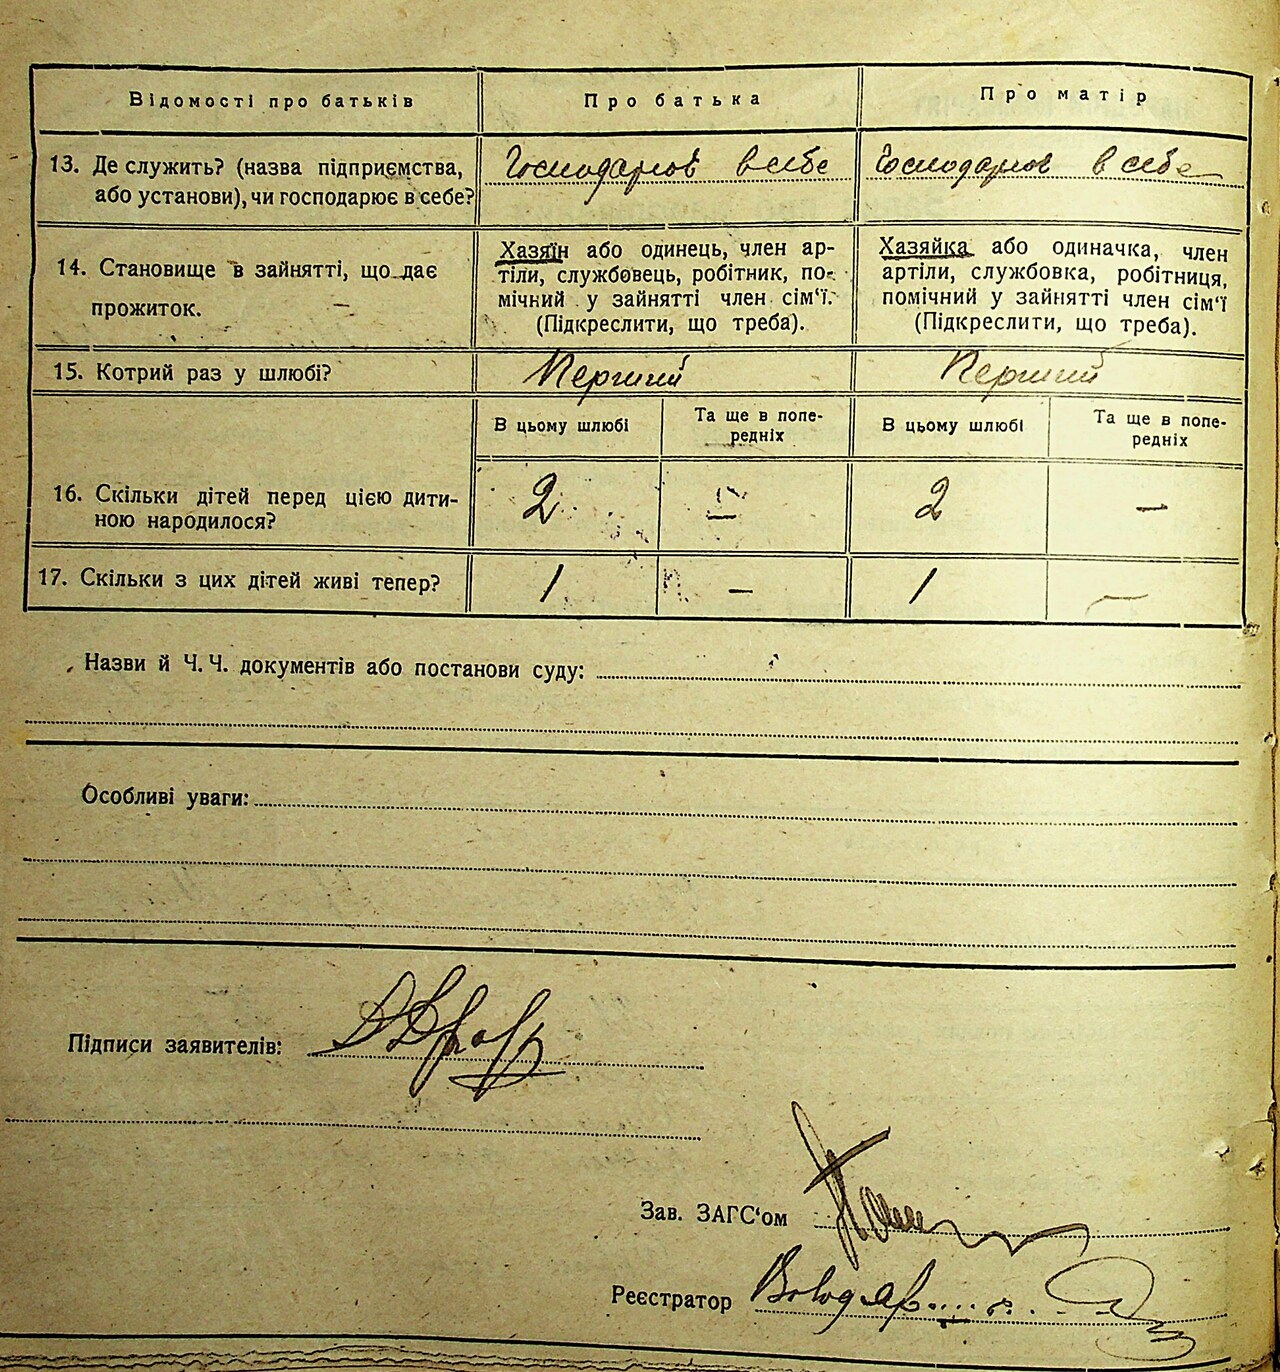 Відомості про батьків Про батька Про матір
13. Де служить? (назва підприємства, або установи), чи господарює в себе?
Господарює в себе Господарює в себе
14. Становище в зайнятті, що дає прожиток.
Хазяїн або одинець, член ар-
тіли, службовець, робітник, по-
мічний у зайнятті член сім‘ї.
(Підкреслити, що треба).
Хазяйка або одиначка, член
артіли, службовка, робітниця,
помічний у зайнятті член сім‘ї
(Підкреслити, що треба).
15. Котрий раз у шлюбі? Перший Перший
В цьому шлюбі Та ще в попе-
редніх В цьому шлюбі Та ще в попе-
редніх
16. Скільки дітей перед цією дити-
ною народилося? 2 — 2 —
17. Скільки з цих дітей живі тепер? 1 — 1 —
Назви й Ч. Ч. документів або постанови суду:
Особливі уваги:
Підписи заявителів:
Зав. ЗАГС‘ом
Реєстратор